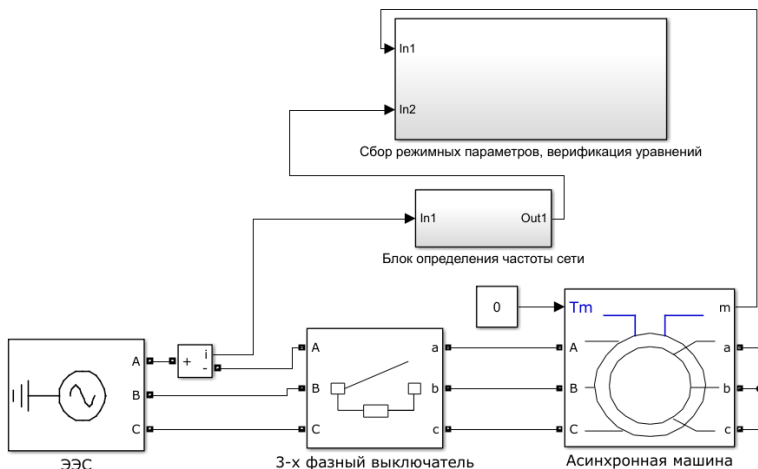 In1
In2
Сбор режимных параметров, верификация уравнений
In1
Out1
Блок определения частоты сети
0
Tm
m
A
B
C
+
i
-
A
B
C
a
b
c
A
B
C
a
b
c
ЭЭС
3-х фазный выключатель
Асинхронная машина